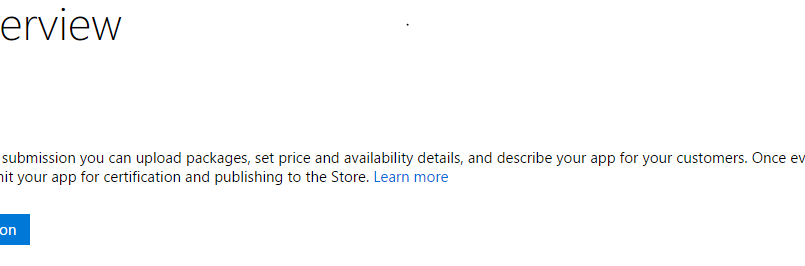 erview
submission you can upload packages, set price and availability details, and describe your app for your customers. Once ev
nit your app for certification and publishing to the Store. Learn more
on